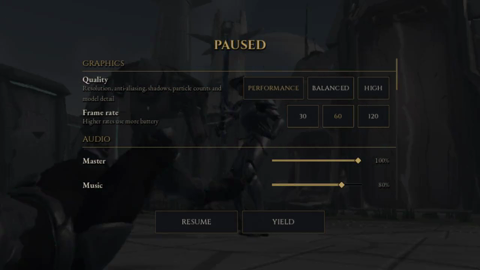 PAUSED
GRAPHICS
Quality
Resolution, anti-aliasing, shadows, particle counts and
model detail
PERFORMANCE
BALANCED
HIGH
Frame rate
Higher rates use more battery
30
60
120
AUDIO
Master
100%
Music
80%
RESUME
YIELD